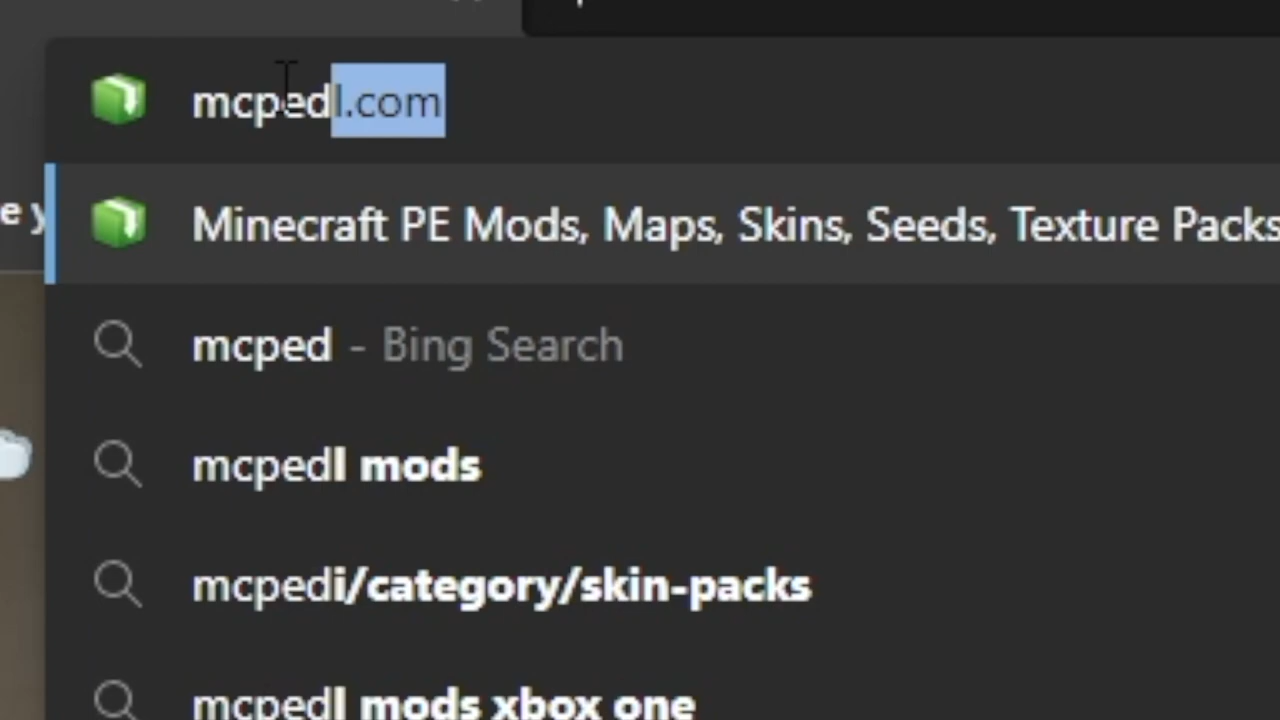 mcpedl.com
e y
Minecraft PE Mods, Maps, Skins, Seeds, Texture Packs
mcped - Bing Search
mcpedl mods
mcpedi/category/skin-packs
mcpedl mods xbox one